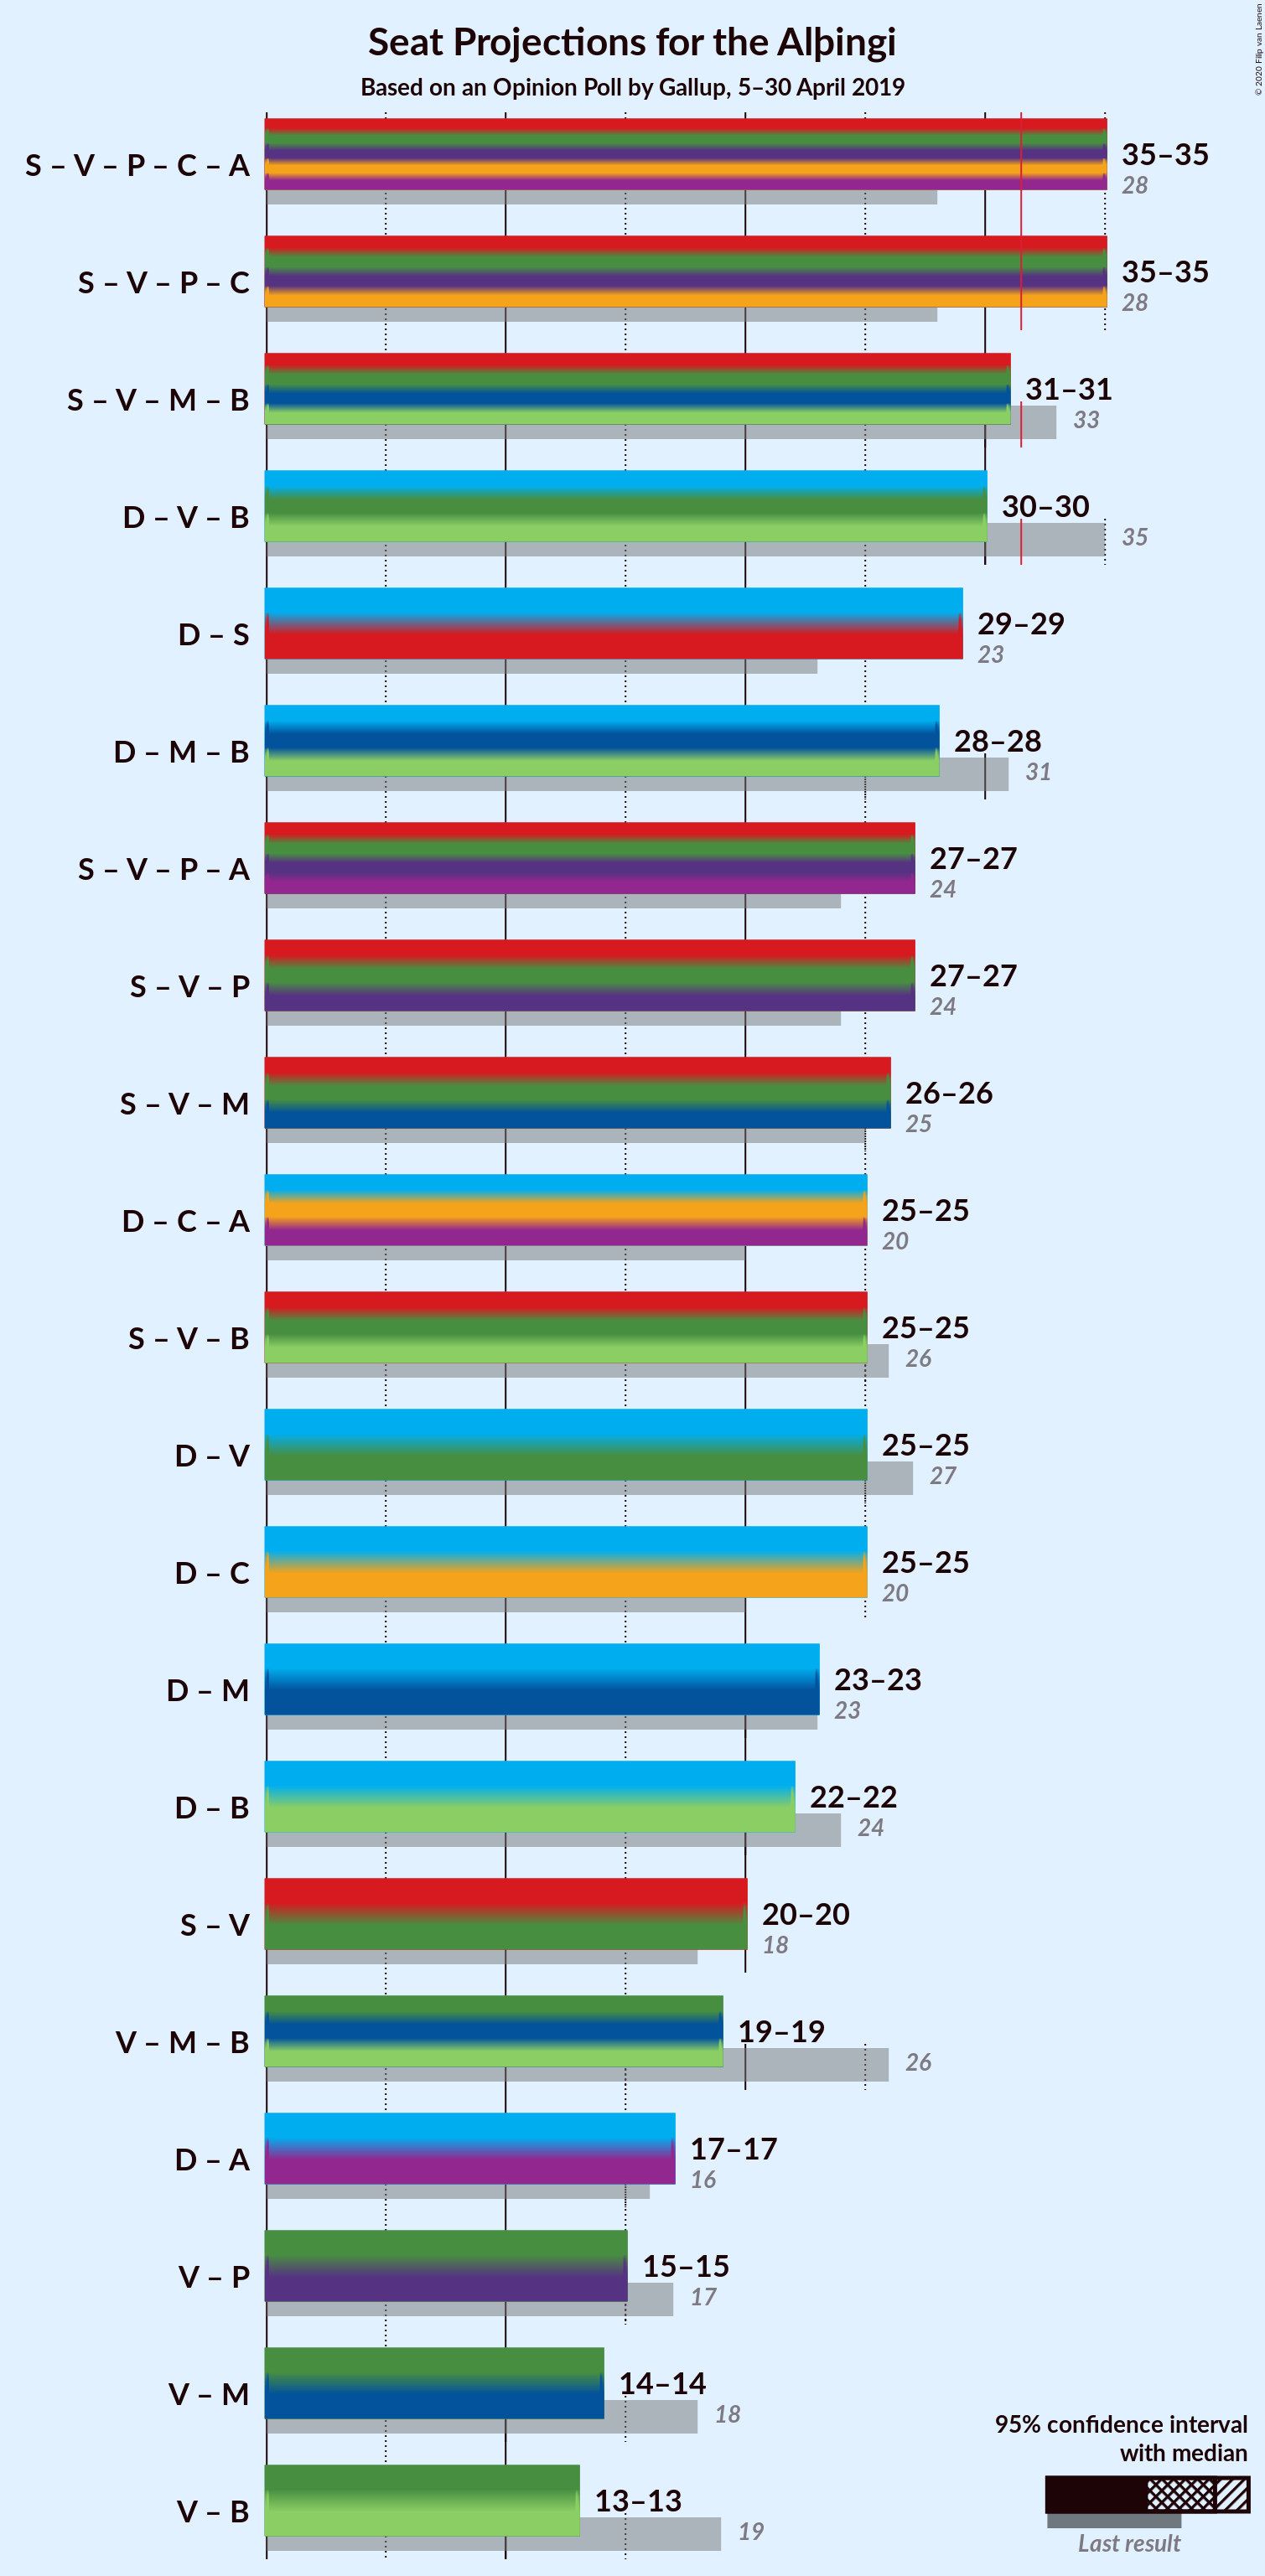 Seat Projections for the Alþingi
Based on an Opinion Poll by Gallup, 5–30 April 2019
© 2020 Filip van Laenen
S – V – P – C – A
35–35
28
S – V – P – C
35–35
28
S – V – M – B
31–31
33
D – V – B
30–30
35
D – S
29–29
23
D – M – B
28–28
31
S – V – P – A
27–27
24
S – V – P
27–27
24
S – V – M
26–26
25
D – C – A
25–25
20
S – V – B
25–25
26
D – V
25–25
27
D – C
25–25
20
D – M
23–23
23
D – B
22–22
24
S – V
20–20
18
V – M – B
19–19
26
D – A
17–17
16
V – P
15–15
17
V – M
14–14
18
V – B
13–13
19
95% confidence interval
with median
Last result